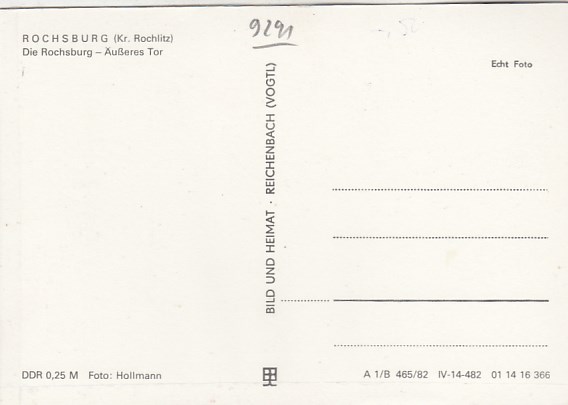 ROCHSBURG (Kr. Rochlitz)
Die Rochsburg – Äußeres Tor
9291
Echt Foto
BILD UND HEIMAT · REICHENBACH (VOGTL)
DDR 0,25 M Foto: Hollmann
A 1/B 465/82 IV-14-482 01 14 16 366